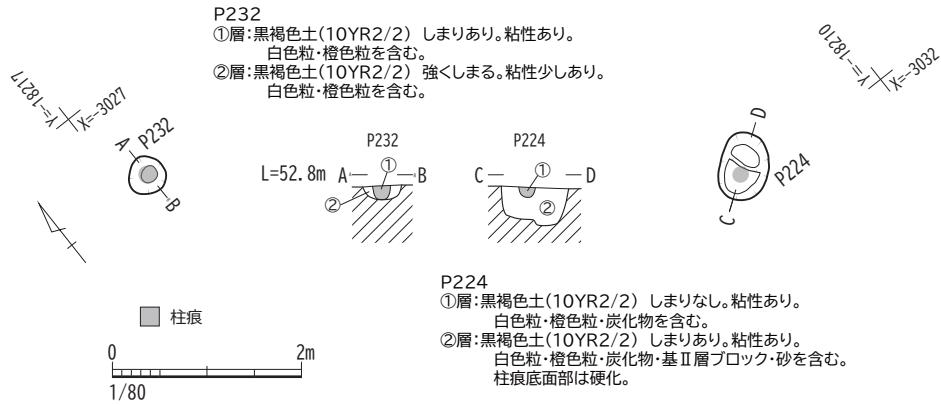 P232
①層：黒褐色土(10YR2/2) しまりあり。粘性あり。
白色粒・橙色粒を含む。
②層：黒褐色土(10YR2/2) 強くしまる。粘性少しあり。
白色粒・橙色粒を含む。
Y=-18217
X=-3027
A
P232
B
L=52.8m
P232
A
B
①
②
P224
C
D
①
②
Y=-18210
X=-3032
D
P224
C
P224
①層：黒褐色土(10YR2/2) しまりなし。粘性あり。
白色粒・橙色粒・炭化物を含む。
②層：黒褐色土(10YR2/2) しまりあり。粘性あり。
白色粒・橙色粒・炭化物・基Ⅱ層ブロック・砂を含む。
柱痕底面部は硬化。
柱痕
0
2m
1/80